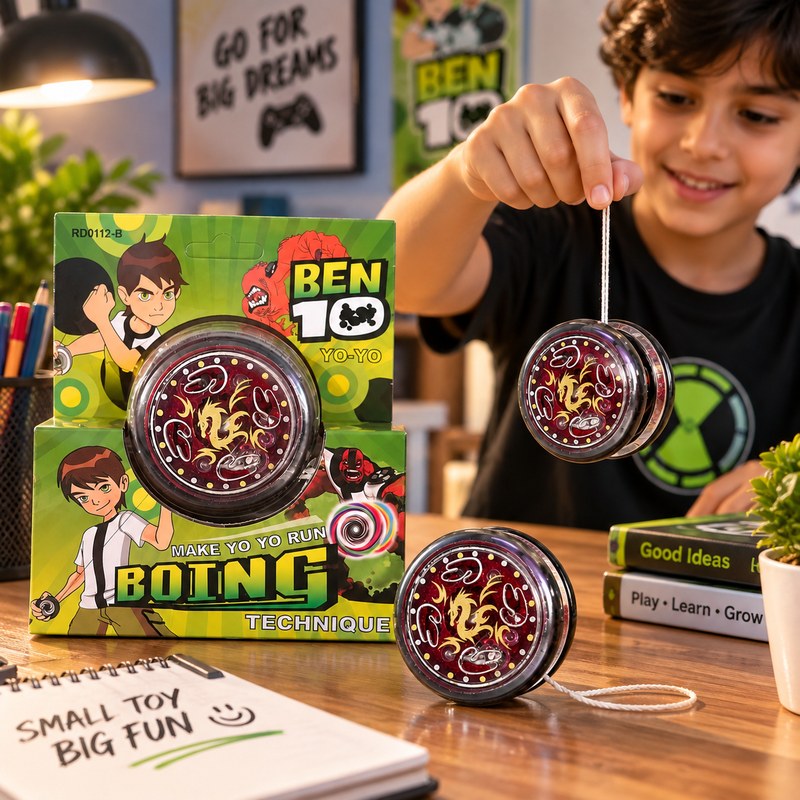 GO FOR
BIG DREAMS
BEN
10
RD0112-B
BEN
10
YO-YO
MAKE YO YO RUN
BOING
TECHNIQUE
Good Ideas
Play • Learn • Grow
SMALL TOY
BIG FUN